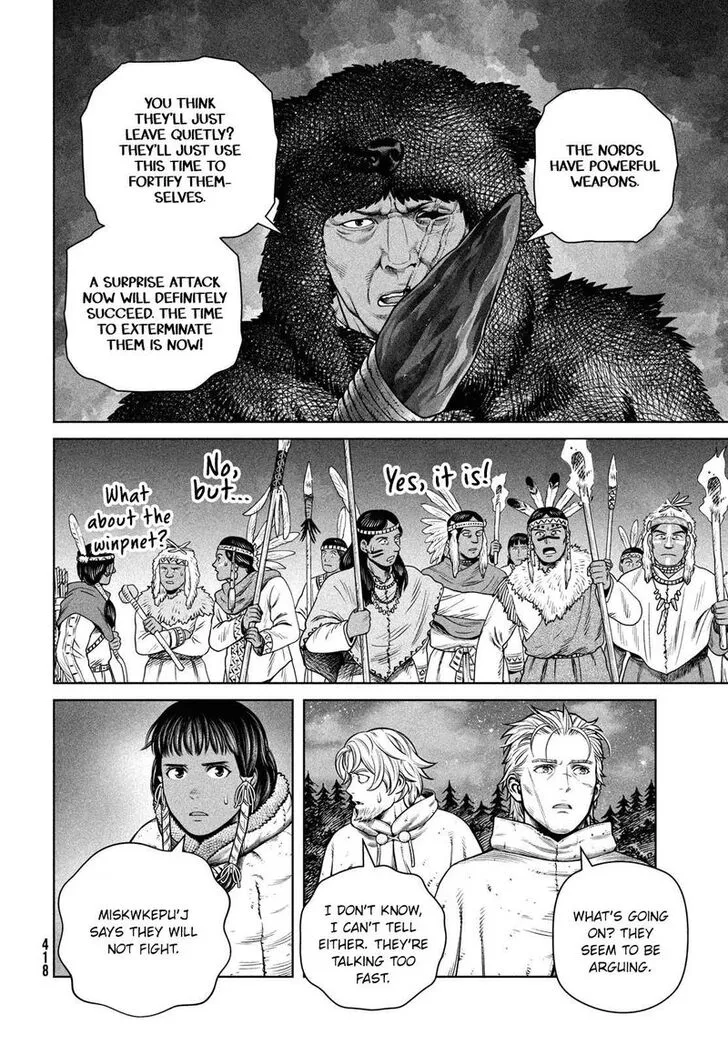 THE NORDS
HAVE POWERFUL
WEAPONS.
YOU THINK
THEY'LL JUST
LEAVE QUIETLY?
THEY'LL JUST USE
THIS TIME TO
FORTIFY THEM-
SELVES.
A SURPRISE ATTACK
NOW WILL DEFINITELY
SUCCEED. THE TIME
TO EXTERMINATE
THEM IS NOW!
Yes, it is!
No,
but...
What
about the
winpnet?
WHAT'S GOING
ON? THEY
SEEM TO BE
ARGUING.
I DON'T KNOW,
I CAN'T TELL
EITHER. THEY'RE
TALKING TOO
FAST.
MISKWKEPU'J
SAYS THEY WILL
NOT FIGHT.
418